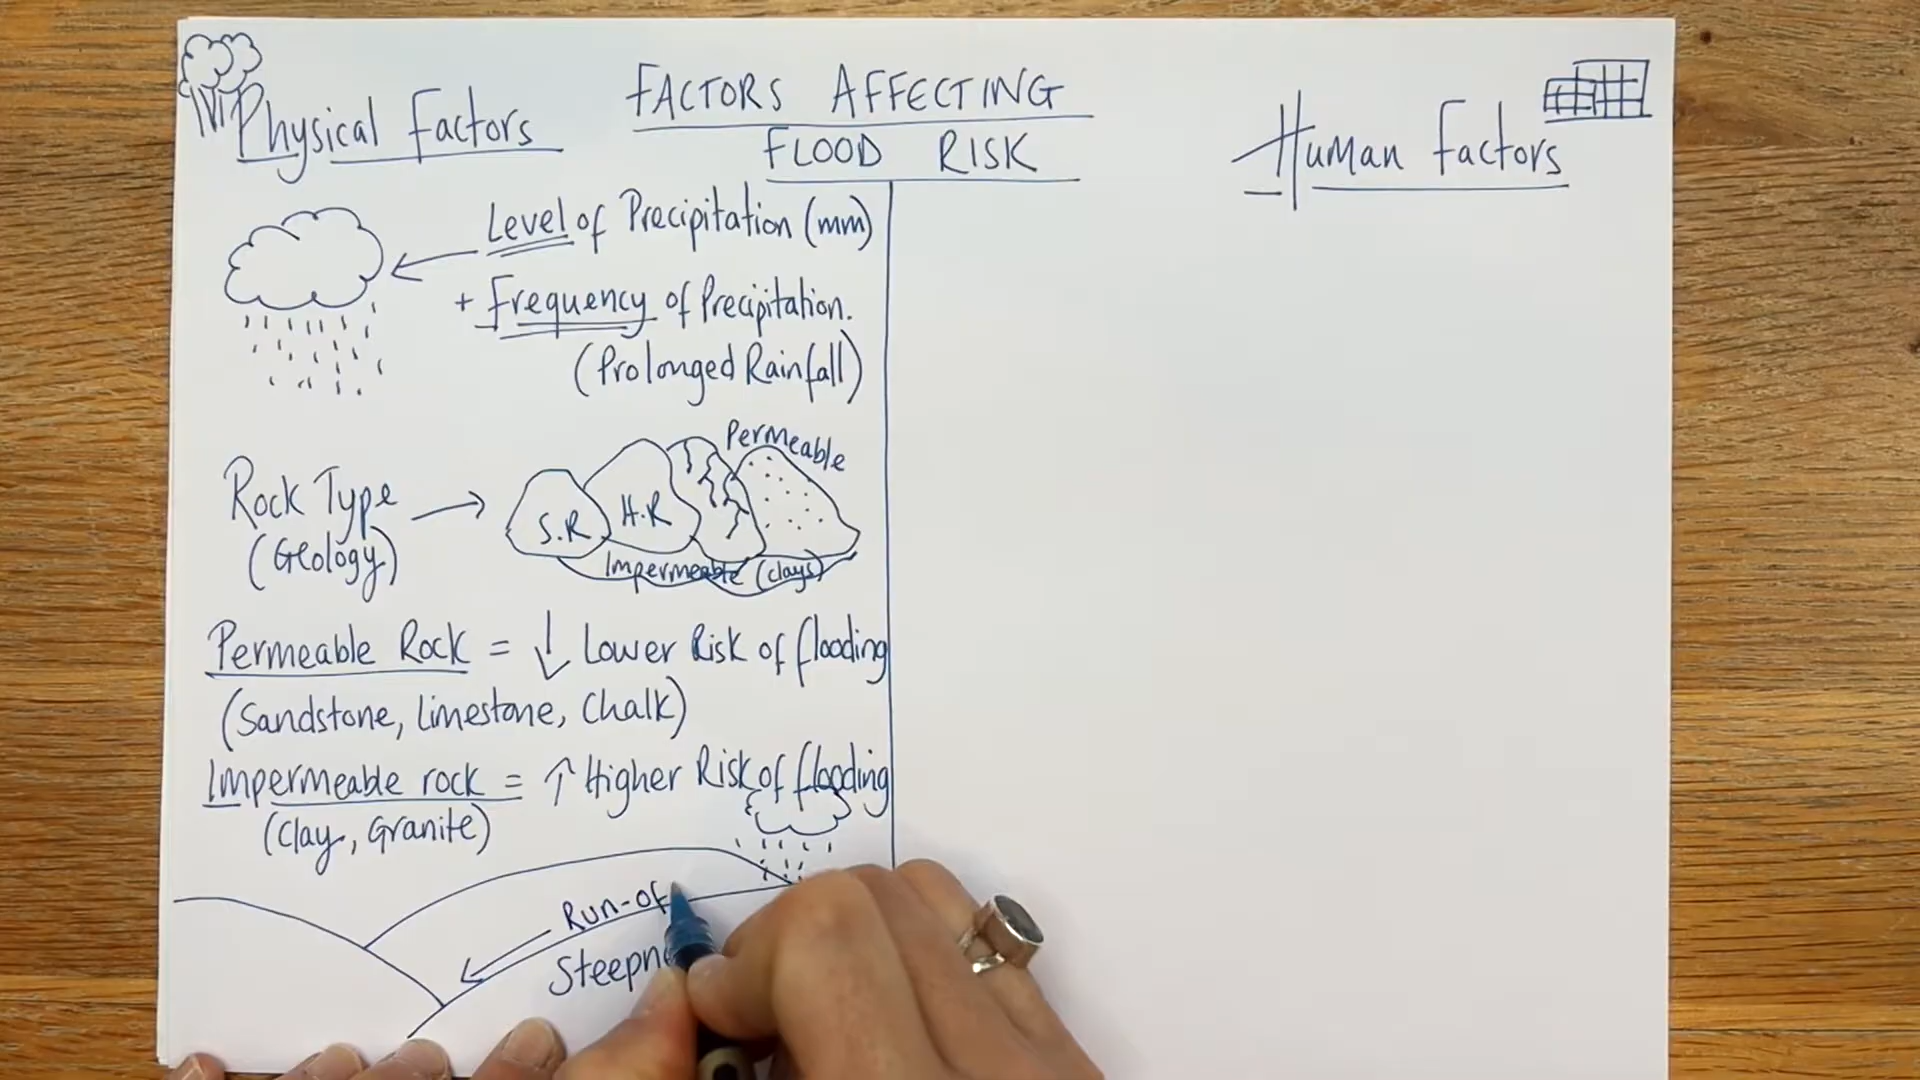 FACTORS AFFECTING
FLOOD RISK
Physical Factors
Level of Precipitation (mm)
+ Frequency of Precipitation.
(Prolonged Rainfall)
Rock Type
(Geology)
S.R
H.R
Permeable
Impermeable (clays)
Permeable Rock = ↓ Lower Risk of flooding
(Sandstone, Limestone, Chalk)
Impermeable rock = ↑ Higher Risk of flooding
(Clay, Granite)
Run-of
Human Factors